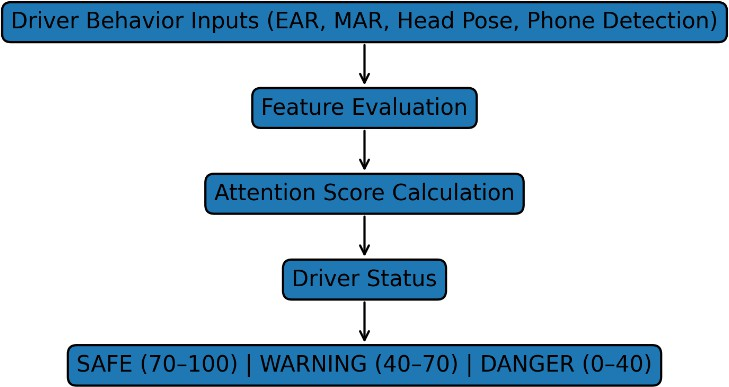 Driver Behavior Inputs (EAR, MAR, Head Pose, Phone Detection)
Feature Evaluation
Attention Score Calculation
Driver Status
SAFE (70–100) | WARNING (40–70) | DANGER (0–40)